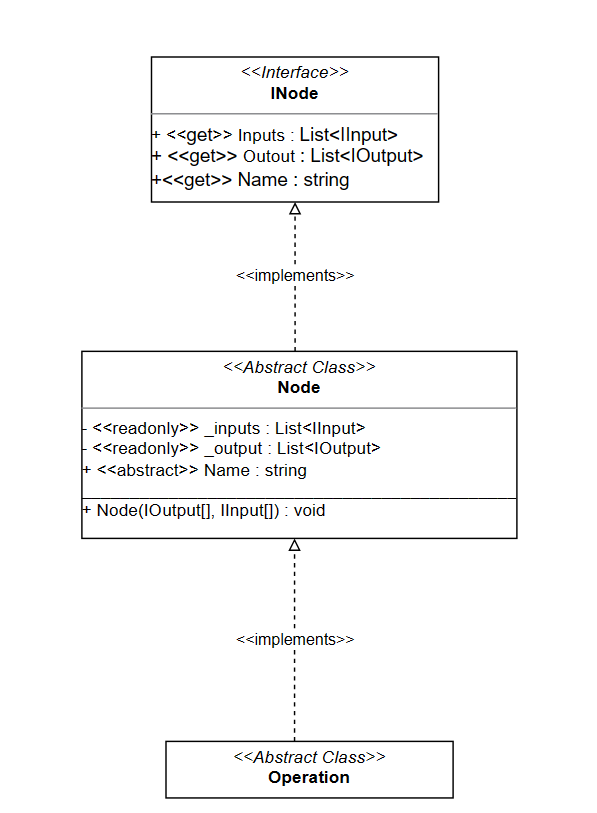 <<Interface>>
INode
+ <<get>> Inputs : List<IInput>
+ <<get>> Outout : List<IOutput>
+<<get>> Name : string
<<implements>>
<<Abstract Class>>
Node
- <<readonly>> _inputs : List<IInput>
- <<readonly>> _output : List<IOutput>
+ <<abstract>> Name : string
+ Node(IOutput[], IInput[]) : void
<<implements>>
<<Abstract Class>>
Operation